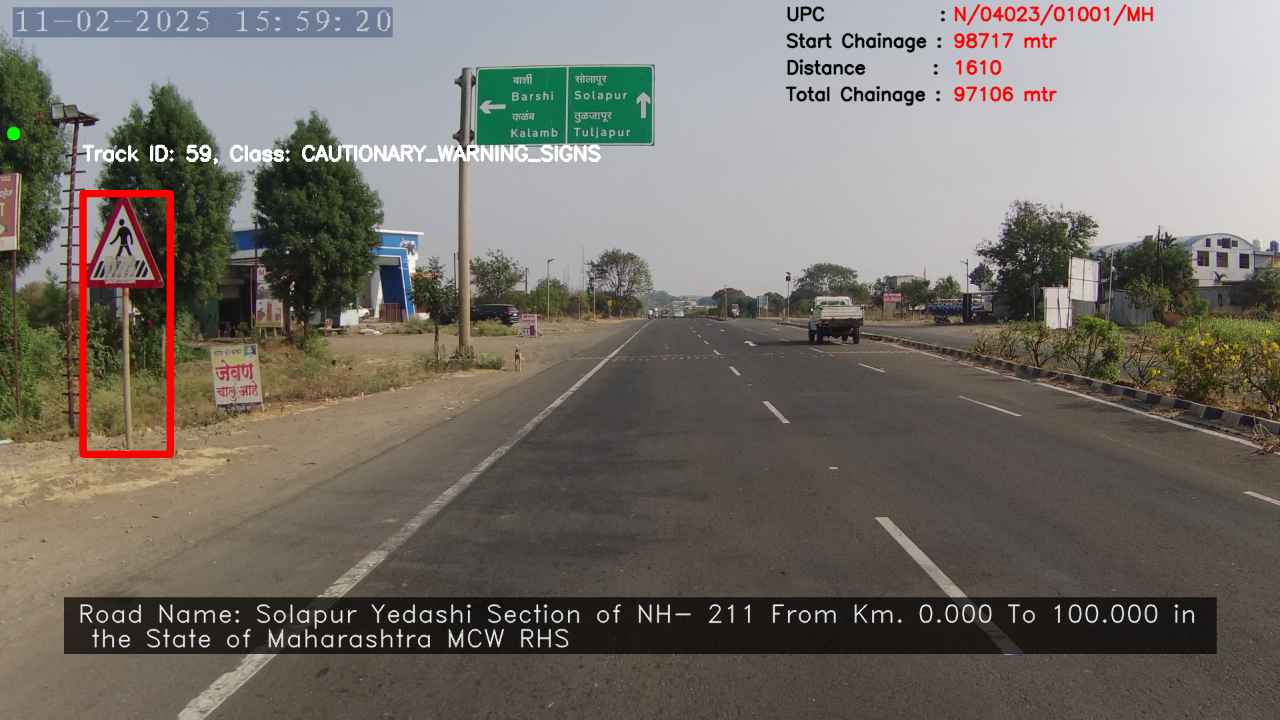 11-02-2025 15:59:20
UPC : N/04023/01001/MH
Start Chainage : 98717 mtr
Distance : 1610
Total Chainage : 97106 mtr
बार्शी
Barshi
कळंब
Kalamb
सोलापूर
Solapur
तुळजापूर
Tuljapur
Track ID: 59, Class: CAUTIONARY_WARNING_SIGNS
जेवण
चालु आहे
Road Name: Solapur Yedashi Section of NH- 211 From Km. 0.000 To 100.000 in
the State of Maharashtra MCW RHS